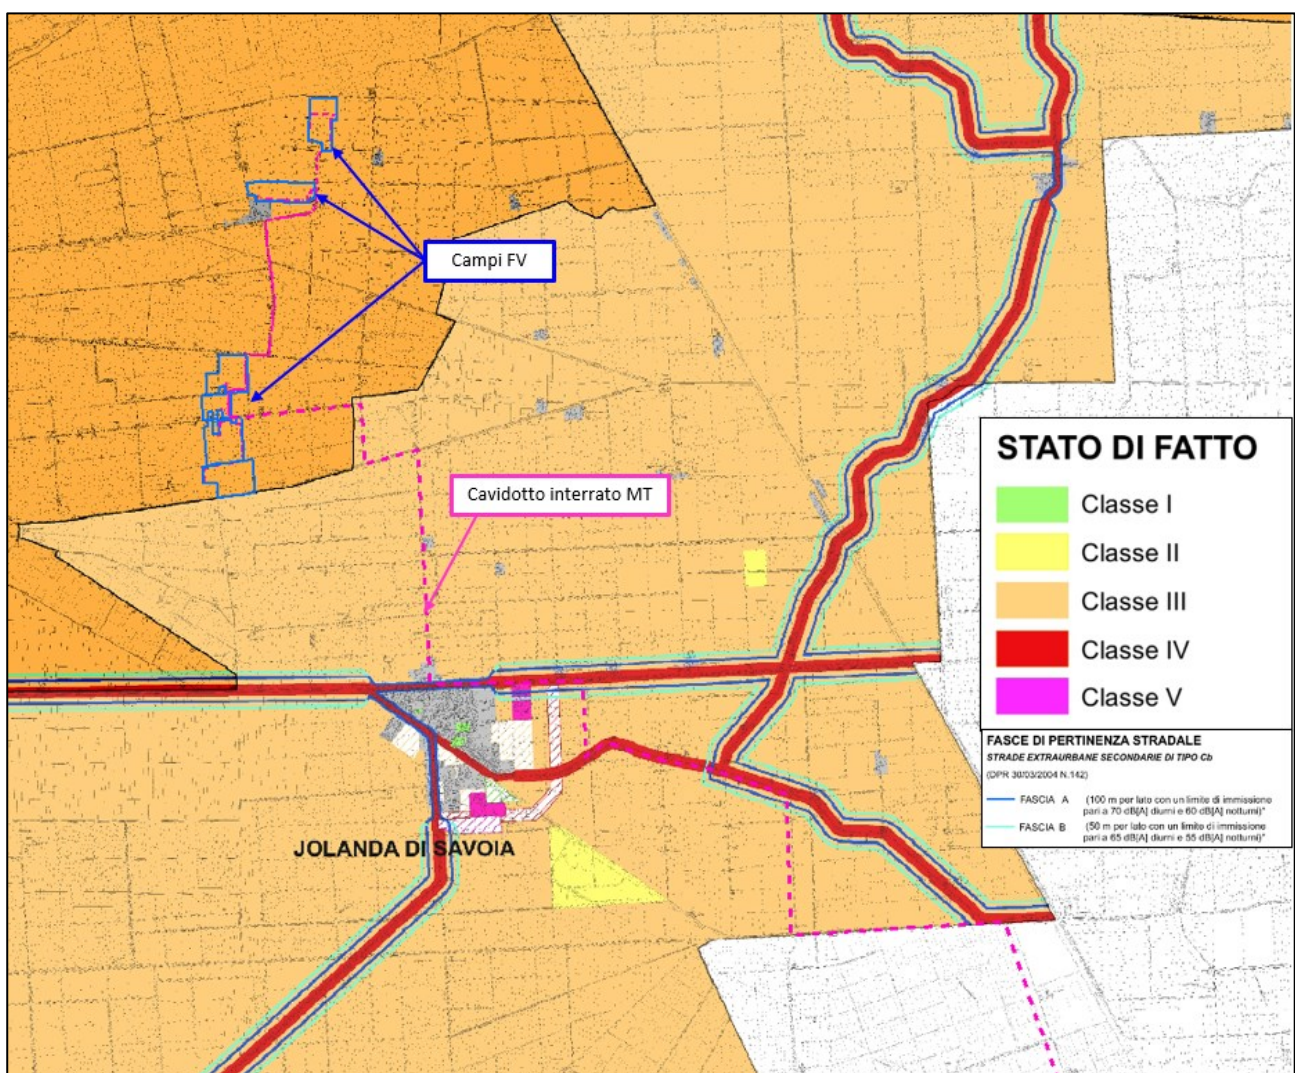 Campi FV
Cavidotto interrato MT
JOLANDA DI SAVOIA
STATO DI FATTO
Classe I
Classe II
Classe III
Classe IV
Classe V
FASCE DI PERTINENZA STRADALE
STRADE EXTRAURBANE SECONDARIE DI TIPO Cb
(DPR 30/03/2004 N.142)
FASCIA A (100 m per lato con un limite di immissione
pari a 70 dB[A] diurni e 60 dB[A] notturni)*
FASCIA B (50 m per lato con un limite di immissione
pari a 65 dB[A] diurni e 55 dB[A] notturni)*